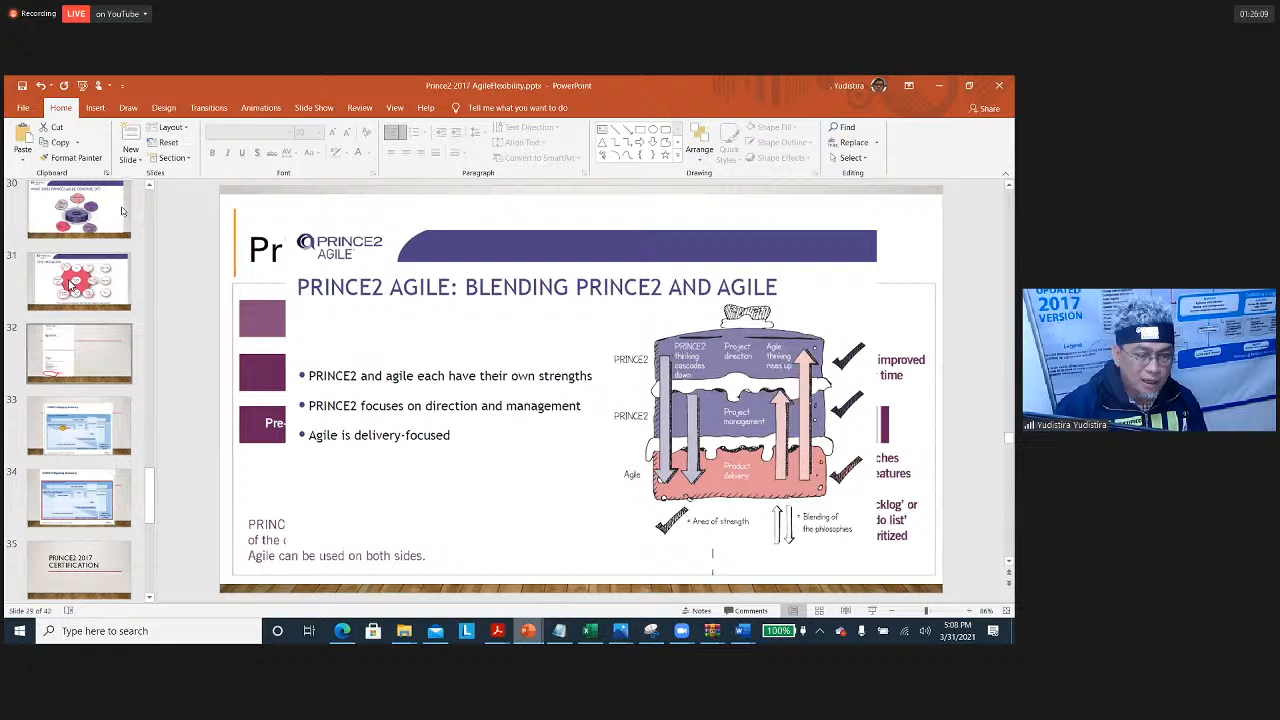 Recording
LIVE
on YouTube
01:26:09
Prince2 2017 AgileFlexibility.pptx - PowerPoint
. Yudistira
File
Home
Insert
Draw
Design
Transitions
Animations
Slide Show
Review
View
Help
Tell me what you want to do
Share
Paste
Cut
Copy
Format Painter
Clipboard
New
Slide
Layout
Reset
Section
Slides
Font
Text Direction
Align Text
Convert to SmartArt
Paragraph
Arrange
Quick
Styles
Shape Fill
Shape Outline
Shape Effects
Drawing
Find
Replace
Select
Editing
30
WHAT DOES PRINCE2 AGILE COMPRISE OF?
31
32
33
34
35
PRINCE2 2017
CERTIFICATION
Pr
PRINCE2
AGILE
PRINCE2 AGILE: BLENDING PRINCE2 AND AGILE
• PRINCE2 and agile each have their own strengths
• PRINCE2 focuses on direction and management
• Agile is delivery-focused
Pre-
PRINCE2
PRINCE2
Agile
PRINCE2
thinking
cascades
down
Project
direction
Agile
thinking
rises up
Project
management
Product
delivery
= Area of strength
= Blending of
the philosophies
improved
time
ches
eatures
cklog' or
do list'
oritized
PRINC
of the
Agile can be used on both sides.
UPDATED
2017
VERSION
Legend
Yudistira Yudistira
Slide 29 of 42
Notes
Comments
86%
Type here to search
100%
5:08 PM
3/31/2021